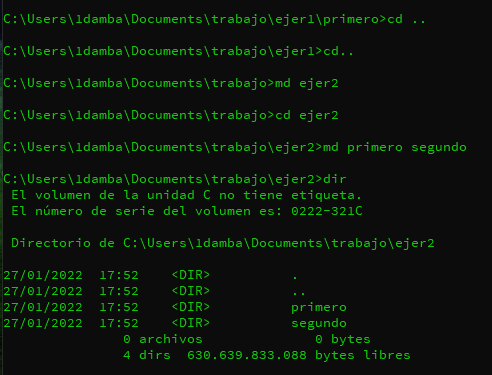 C:\Users\1damba\Documents\trabajo\ejer1\primero>cd ..
C:\Users\1damba\Documents\trabajo\ejer1>cd..
C:\Users\1damba\Documents\trabajo>md ejer2
C:\Users\1damba\Documents\trabajo>cd ejer2
C:\Users\1damba\Documents\trabajo\ejer2>md primero segundo
C:\Users\1damba\Documents\trabajo\ejer2>dir
El volumen de la unidad C no tiene etiqueta.
El número de serie del volumen es: 0222-321C
Directorio de C:\Users\1damba\Documents\trabajo\ejer2
27/01/2022  17:52    <DIR>          .
27/01/2022  17:52    <DIR>          ..
27/01/2022  17:52    <DIR>          primero
27/01/2022  17:52    <DIR>          segundo
0 archivos              0 bytes
4 dirs  630.639.833.088 bytes libres